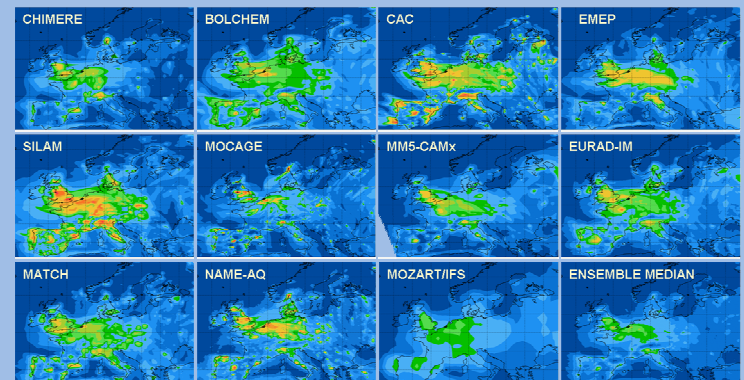 CHIMERE
BOLCHEM
CAC
EMEP
SILAM
MOCAGE
MM5-CAMx
EURAD-IM
MATCH
NAME-AQ
MOZART/IFS
ENSEMBLE MEDIAN